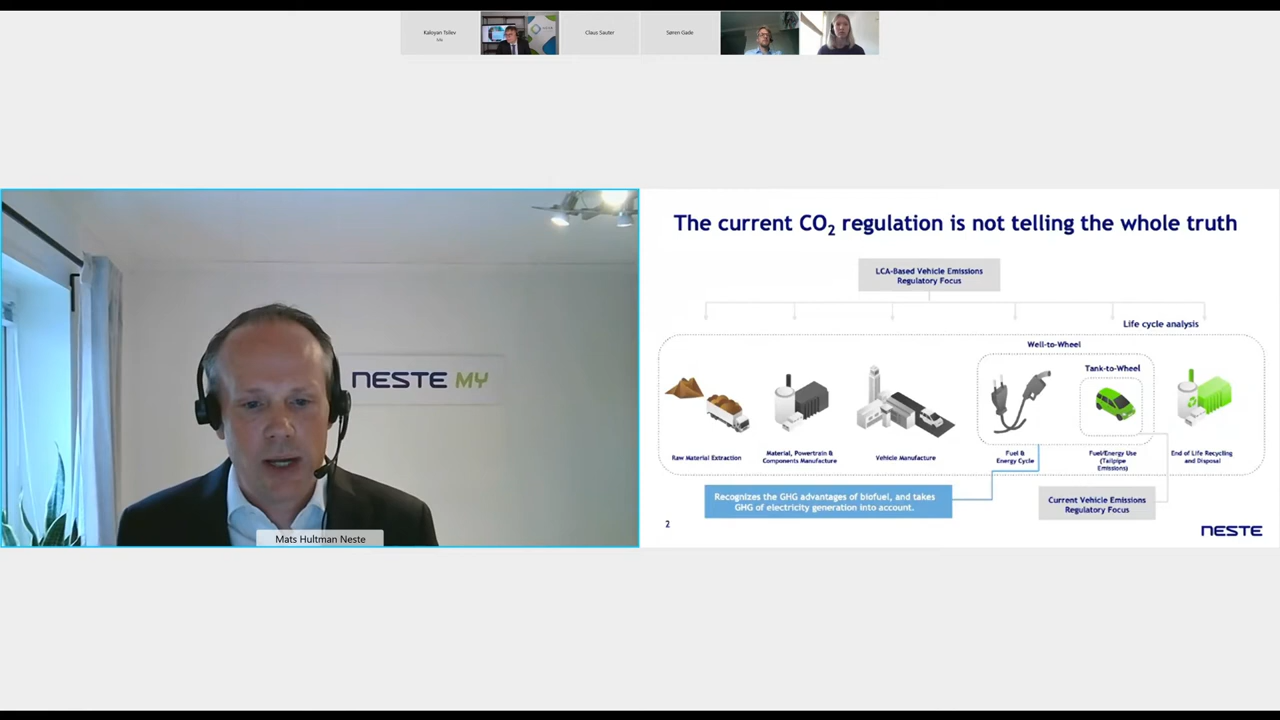 Kaloyan Tsilev
Claus Sauter
Søren Gade
NESTE MY
Mats Hultman Neste
The current CO2 regulation is not telling the whole truth
LCA-Based Vehicle Emissions
Regulatory Focus
Life cycle analysis
Well-to-Wheel
Tank-to-Wheel
Raw Material Extraction
Material, Powertrain &
Components Manufacture
Vehicle Manufacture
Fuel &
Energy Cycle
Fuel/Energy Use
(Tailpipe
Emissions)
End of Life Recycling
and Disposal
Recognizes the GHG advantages of biofuel, and takes
GHG of electricity generation into account.
Current Vehicle Emissions
Regulatory Focus
2
NESTE